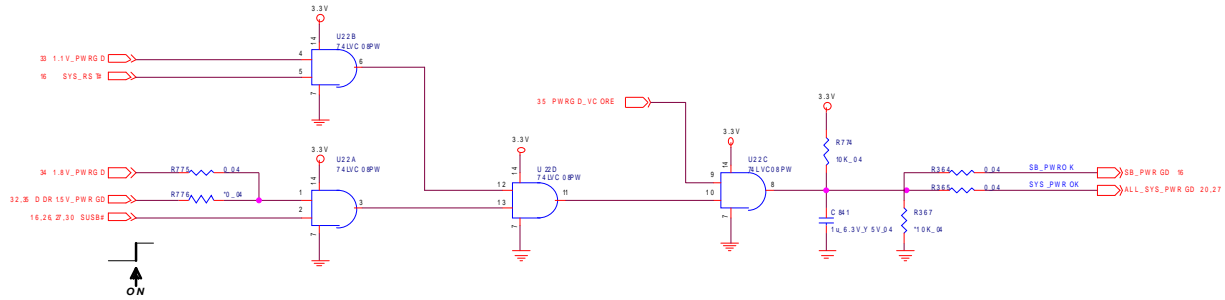 3.3V
U22B
74LVC08PW
14
33 1.1V_PWRGD
4
16 SYS_RST#
5
6
7
35 PWRGD_VCORE
3.3V
3.3V
3.3V
3.3V
U22A
74LVC08PW
U22D
74LVC08PW
U22C
74LVC08PW
R774
10K_04
34 1.8V_PWRGD
R775 0_04
14
14
14
R364 0_04
SB_PWROK
SB_PWRGD 16
32,35 DDR1.5V_PWRGD
R776 *0_04
1
3
12
11
9
8
R365 0_04
SYS_PWROK
ALL_SYS_PWRGD 20,27
16,26,27,30 SUSB#
2
13
10
7
7
7
C841
1u_6.3V_Y5V_04
R367
*10K_04
ON